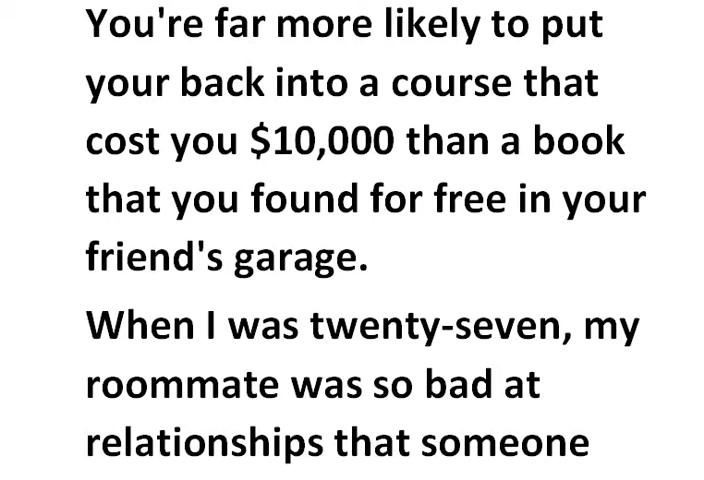 You're far more likely to put
your back into a course that
cost you $10,000 than a book
that you found for free in your
friend's garage.
When I was twenty-seven, my
roommate was so bad at
relationships that someone